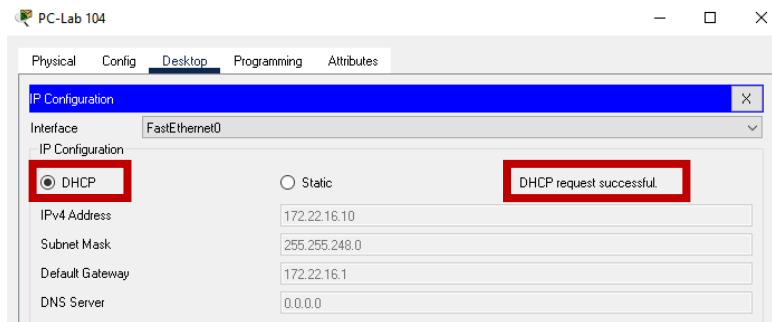 PC-Lab 104
Physical Config Desktop Programming Attributes
IP Configuration X
Interface FastEthernet0
IP Configuration
DHCP Static DHCP request successful.
IPv4 Address 172.22.16.10
Subnet Mask 255.255.248.0
Default Gateway 172.22.16.1
DNS Server 0.0.0.0